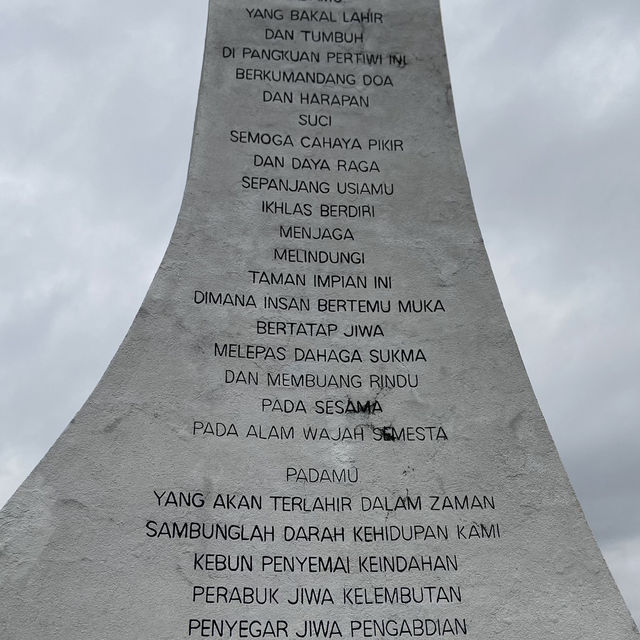 YANG BAKAL LAHIR
DAN TUMBUH
DI PANGKUAN PERTIWI INI
BERKUMANDANG DOA
DAN HARAPAN
SUCI
SEMOGA CAHAYA PIKIR
DAN DAYA RAGA
SEPANJANG USIAMU
IKHLAS BERDIRI
MENJAGA
MELINDUNGI
TAMAN IMPIAN INI
DIMANA INSAN BERTEMU MUKA
BERTATAP JIWA
MELEPAS DAHAGA SUKMA
DAN MEMBUANG RINDU
PADA SESAMA
PADA ALAM WAJAH SEMESTA
PADAMU
YANG AKAN TERLAHIR DALAM ZAMAN
SAMBUNGLAH DARAH KEHIDUPAN KAMI
KEBUN PENYEMAI KEINDAHAN
PERABUK JIWA KELEMBUTAN
PENYEGAR JIWA PENGABDIAN